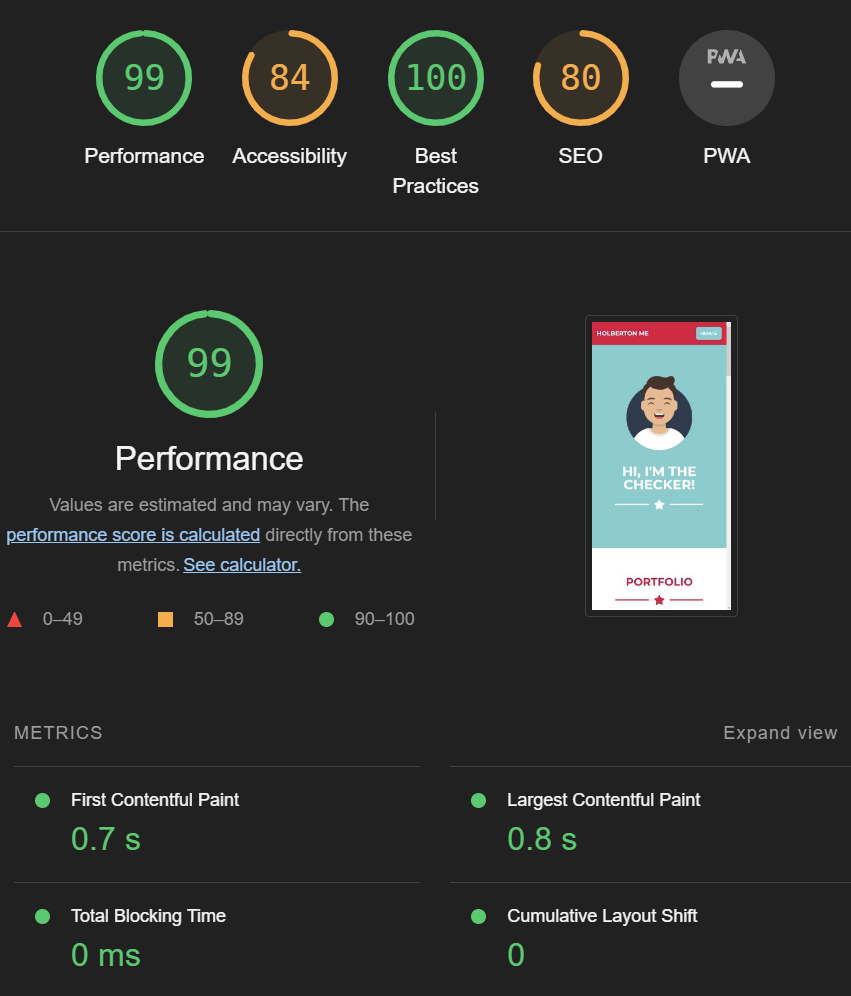 99
84
100
80
PWA
Performance
Accessibility
Best
Practices
SEO
PWA
99
Performance
Values are estimated and may vary. The
performance score is calculated directly from these
metrics. See calculator.
0–49
50–89
90–100
HOLBERTON ME
HI, I'M THE
CHECKER!
PORTFOLIO
METRICS
Expand view
First Contentful Paint
0.7 s
Largest Contentful Paint
0.8 s
Total Blocking Time
0 ms
Cumulative Layout Shift
0